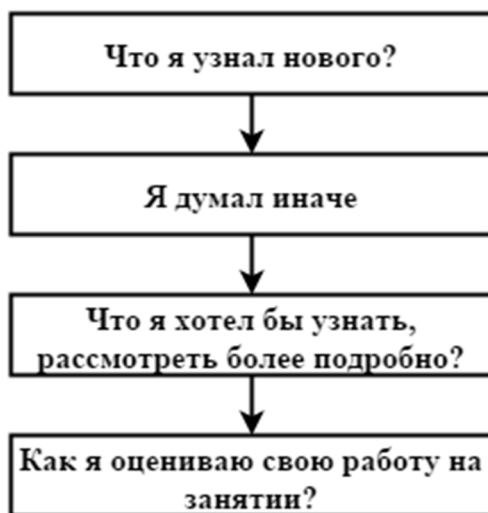 Что я узнал нового?
Я думал иначе
Что я хотел бы узнать,
рассмотреть более подробно?
Как я оцениваю свою работу на
занятии?